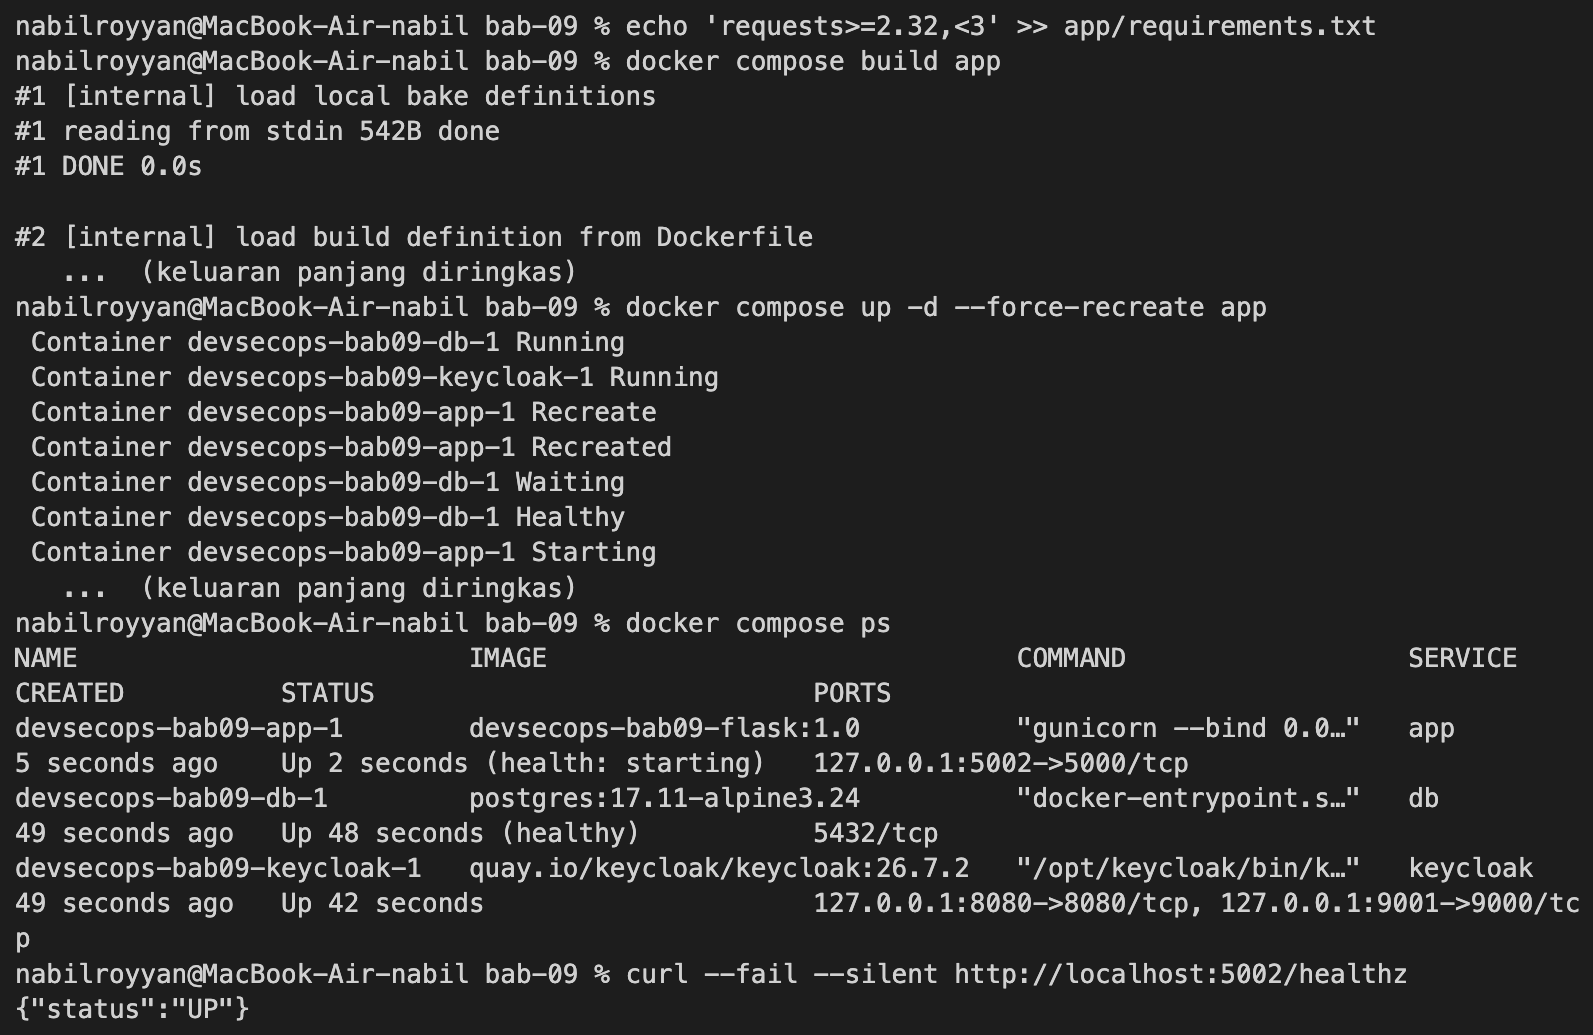 nabilroyyan@MacBook-Air-nabil bab-09 % echo 'requests>=2.32,<3' >> app/requirements.txt
nabilroyyan@MacBook-Air-nabil bab-09 % docker compose build app
#1 [internal] load local bake definitions
#1 reading from stdin 542B done
#1 DONE 0.0s

#2 [internal] load build definition from Dockerfile
   ...  (keluaran panjang diringkas)
nabilroyyan@MacBook-Air-nabil bab-09 % docker compose up -d --force-recreate app
 Container devsecops-bab09-db-1 Running
 Container devsecops-bab09-keycloak-1 Running
 Container devsecops-bab09-app-1 Recreate
 Container devsecops-bab09-app-1 Recreated
 Container devsecops-bab09-db-1 Waiting
 Container devsecops-bab09-db-1 Healthy
 Container devsecops-bab09-app-1 Starting
   ...  (keluaran panjang diringkas)
nabilroyyan@MacBook-Air-nabil bab-09 % docker compose ps
NAME                         IMAGE                              COMMAND                  SERVICE
CREATED          STATUS                            PORTS
devsecops-bab09-app-1        devsecops-bab09-flask:1.0          "gunicorn --bind 0.0…"   app
5 seconds ago    Up 2 seconds (health: starting)   127.0.0.1:5002->5000/tcp
devsecops-bab09-db-1         postgres:17.11-alpine3.24          "docker-entrypoint.s…"   db
49 seconds ago   Up 48 seconds (healthy)           5432/tcp
devsecops-bab09-keycloak-1   quay.io/keycloak/keycloak:26.7.2   "/opt/keycloak/bin/k…"   keycloak
49 seconds ago   Up 42 seconds                     127.0.0.1:8080->8080/tcp, 127.0.0.1:9001->9000/tc
p
nabilroyyan@MacBook-Air-nabil bab-09 % curl --fail --silent http://localhost:5002/healthz
{"status":"UP"}